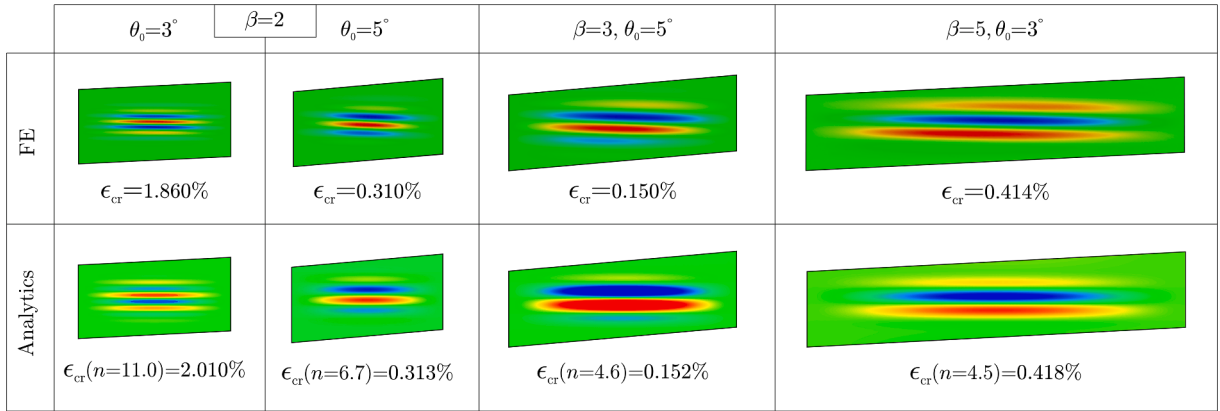 θ₀=3° β=2 θ₀=5° β=3, θ₀=5° β=5, θ₀=3°
FE
ϵcr=1.860% ϵcr=0.310% ϵcr=0.150% ϵcr=0.414%
Analytics
ϵcr(n=11.0)=2.010% ϵcr(n=6.7)=0.313% ϵcr(n=4.6)=0.152% ϵcr(n=4.5)=0.418%